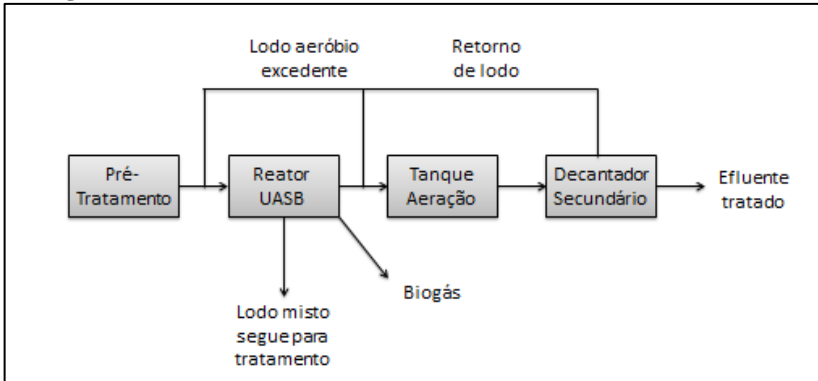 Lodo aeróbio
excedente
Retorno
de lodo
Pré-
Tratamento
Reator
UASB
Tanque
Aeração
Decantador
Secundário
Efluente
tratado
Biogás
Lodo misto
segue para
tratamento